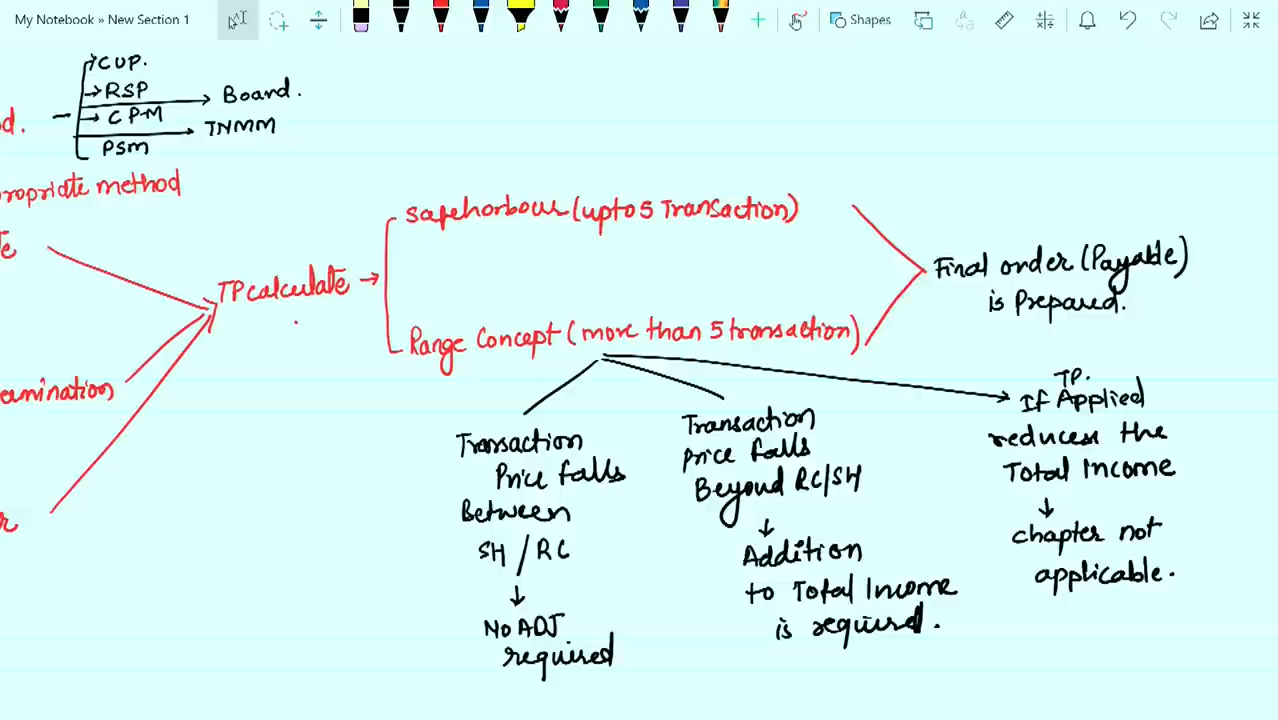 My Notebook » New Section 1
Shapes
CUP.
RSP
Board.
od.
CPM
TNMM
PSM
propriate method
Safehorbour (upto 5 Transaction)
Te
TP calculate
Final order (Payable)
is Prepared.
Range Concept (more than 5 transaction)
amination
r
Transaction
Price falls
Between
SH / RC
No ADJ
required
Transaction
Price falls
Beyond RC/SH
Addition
to Total Income
is required.
TP.
If Applied
reduces the
Total Income
chapter not
applicable.